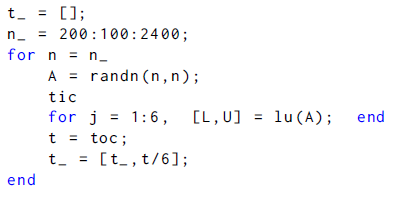 t_ = [];
n_ = 200:100:2400;
for n = n_
    A = randn(n,n);
    tic
    for j = 1:6,  [L,U] = lu(A);  end
    t = toc;
    t_ = [t_,t/6];
end